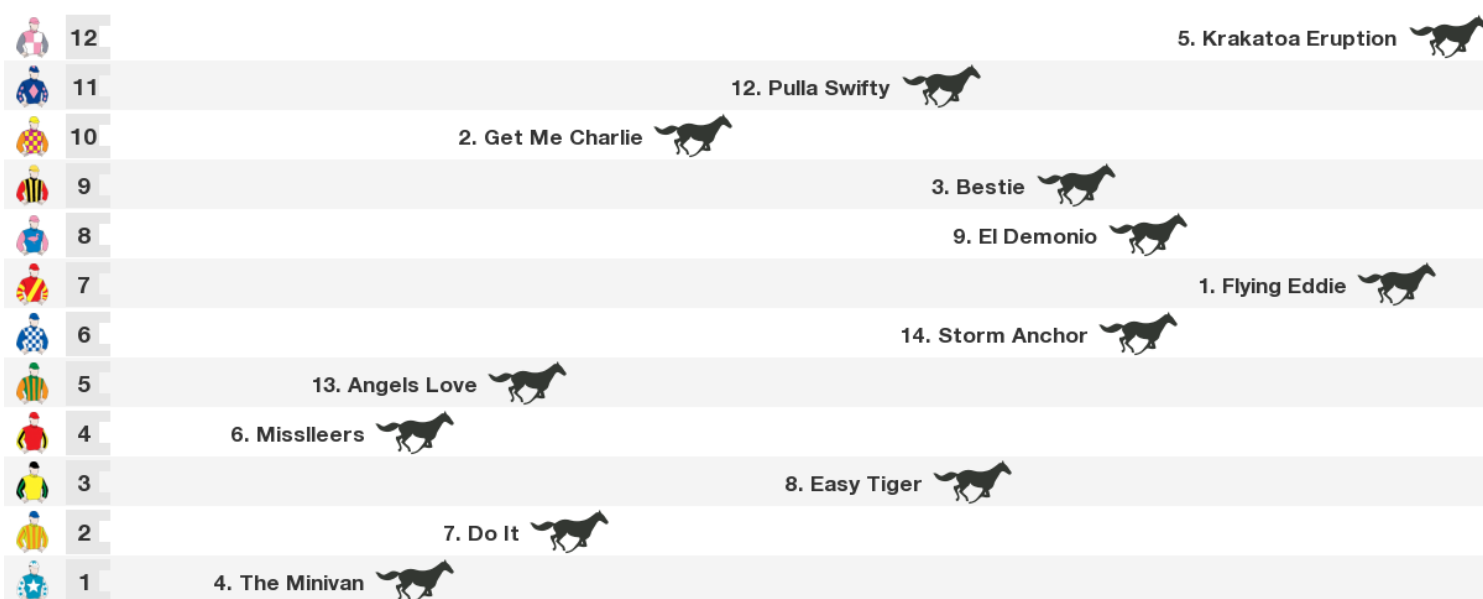 12 5. Krakatoa Eruption
11 12. Pulla Swifty
10 2. Get Me Charlie
9 3. Bestie
8 9. El Demonio
7 1. Flying Eddie
6 14. Storm Anchor
5 13. Angels Love
4 6. Misslleers
3 8. Easy Tiger
2 7. Do It
1 4. The Minivan